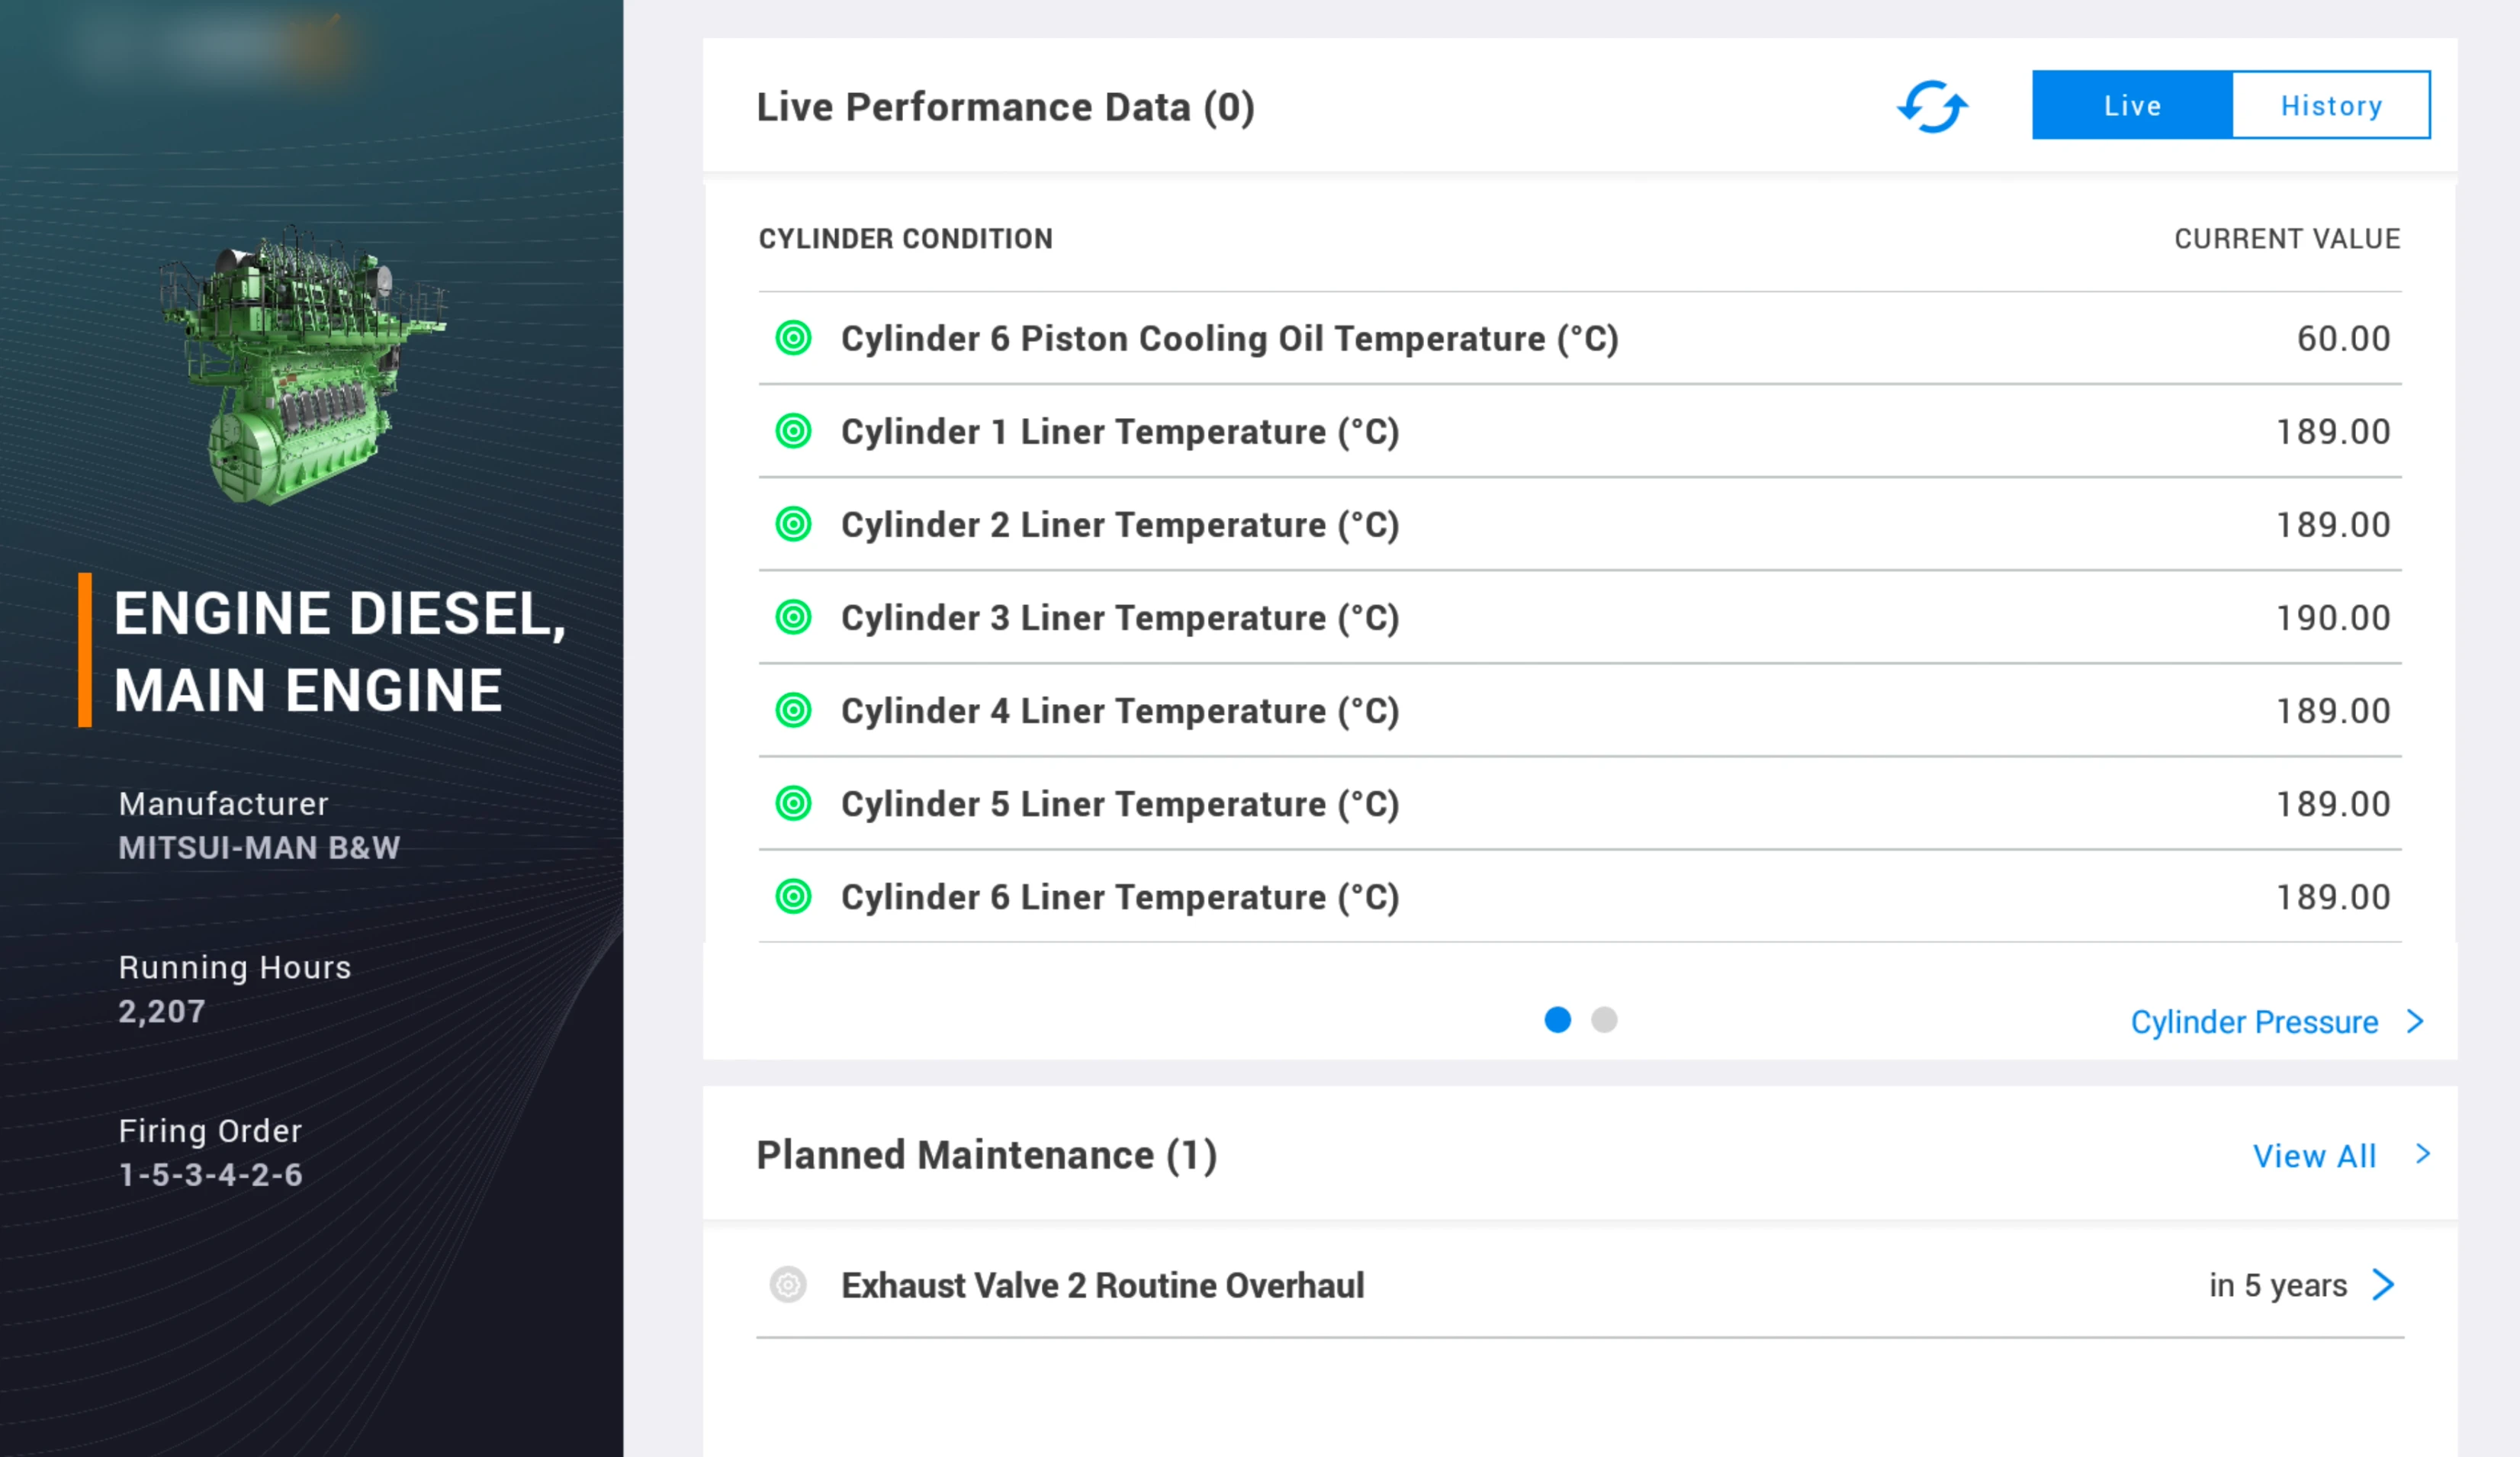 ENGINE DIESEL,
MAIN ENGINE
Manufacturer
MITSUI-MAN B&W
Running Hours
2,207
Firing Order
1-5-3-4-2-6
Live Performance Data (0)
Live
History
CYLINDER CONDITION
CURRENT VALUE
Cylinder 6 Piston Cooling Oil Temperature (°C) 60.00
Cylinder 1 Liner Temperature (°C) 189.00
Cylinder 2 Liner Temperature (°C) 189.00
Cylinder 3 Liner Temperature (°C) 190.00
Cylinder 4 Liner Temperature (°C) 189.00
Cylinder 5 Liner Temperature (°C) 189.00
Cylinder 6 Liner Temperature (°C) 189.00
Cylinder Pressure
Planned Maintenance (1)
View All
Exhaust Valve 2 Routine Overhaul
in 5 years